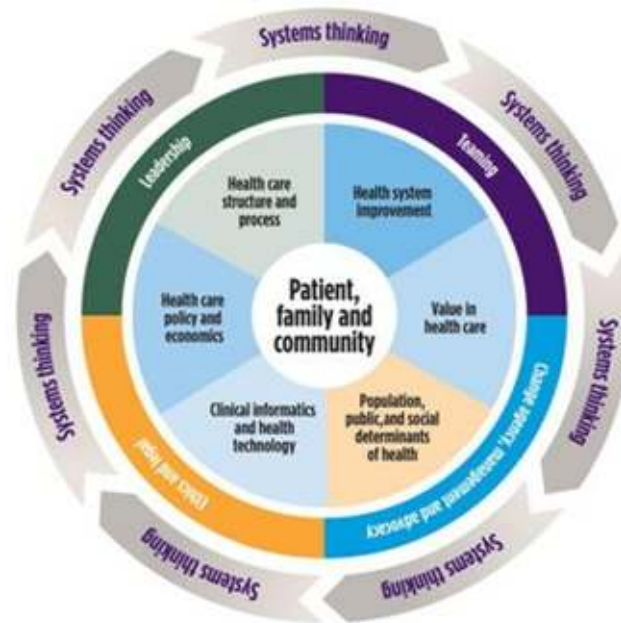 Systems thinking
Systems thinking
Systems thinking
Systems thinking
Systems thinking
Systems thinking
Systems thinking
Systems thinking
Leadership
Teaming
Change agency, management and advocacy
Ethics and legal
Health care
structure and
process
Health system
improvement
Value in
health care
Population,
public,and social
determinants
of health
Clinical informatics
and health
technology
Health care
policy and
economics
Patient,
family and
community